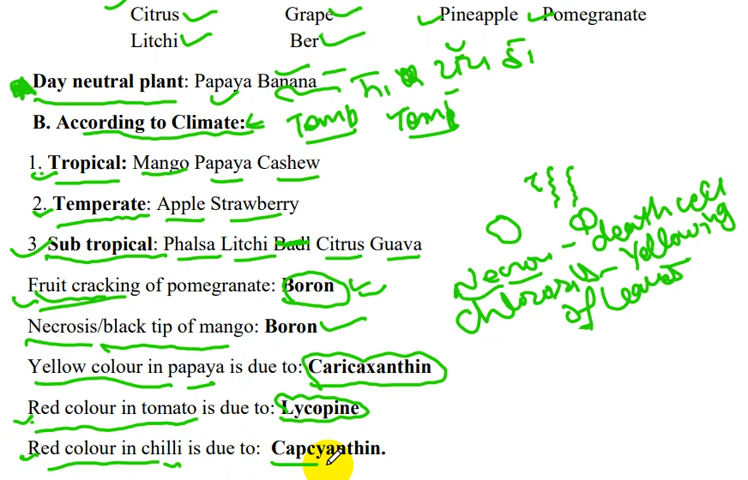 Citrus Grape Pineapple Pomegranate
Litchi Ber
Day neutral plant: Papaya Banana
B. According to Climate: Tomb Tomb
1. Tropical: Mango Papaya Cashew
2. Temperate: Apple Strawberry
3. Sub tropical: Phalsa Litchi Badl Citrus Guava
Necrosis - Death cell
chlorosis - Yellowing
of leaves
Fruit cracking of pomegranate: Boron
Necrosis/black tip of mango: Boron
Yellow colour in papaya is due to: Caricaxanthin
Red colour in tomato is due to: Lycopine
Red colour in chilli is due to: Capcyanthin.